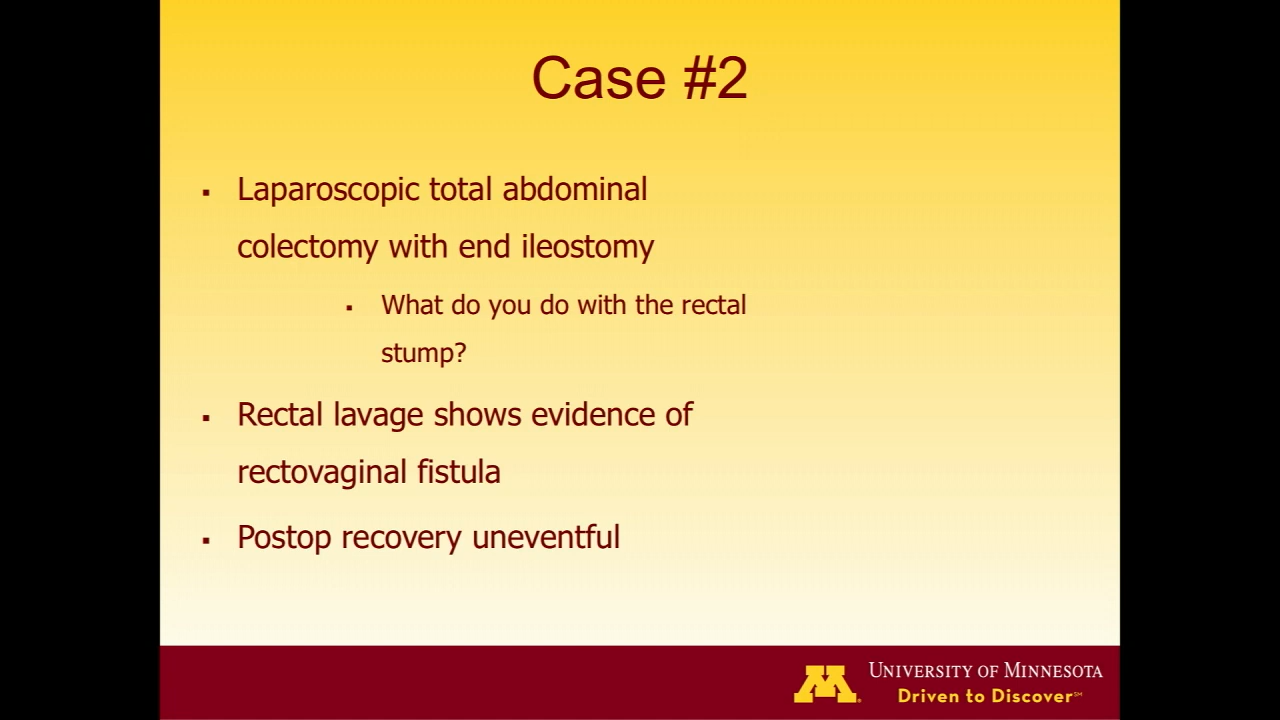 Case #2
▪ Laparoscopic total abdominal
colectomy with end ileostomy
▪ What do you do with the rectal
stump?
▪ Rectal lavage shows evidence of
rectovaginal fistula
▪ Postop recovery uneventful
M
UNIVERSITY OF MINNESOTA
Driven to Discover℠